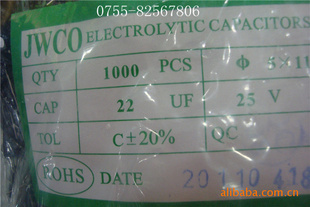 0755-82567806
JWCO ELECTROLYTIC CAPACITORS
QTY 1000 PCS Φ 5X11
CAP 22 UF 25 V
TOL C±20% QC
ROHS DATE
alibaba.com.cn